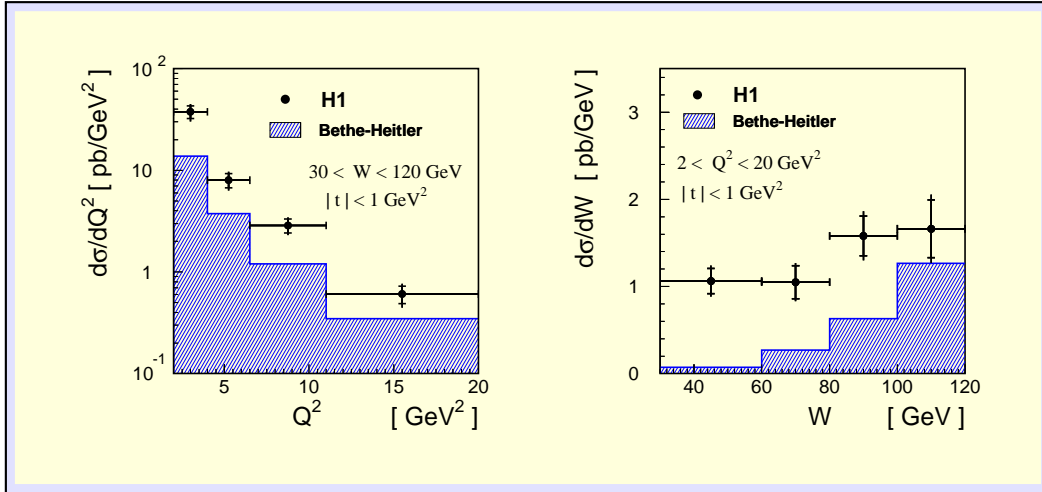 dσ/dQ² [ pb/GeV² ]
10²
10
1
10⁻¹
H1
Bethe-Heitler
30 < W < 120 GeV
| t | < 1 GeV²
5 10 15 20
Q² [ GeV² ]
dσ/dW [ pb/GeV ]
3
2
1
0
H1
Bethe-Heitler
2 < Q² < 20 GeV²
| t | < 1 GeV²
40 60 80 100 120
W [ GeV ]